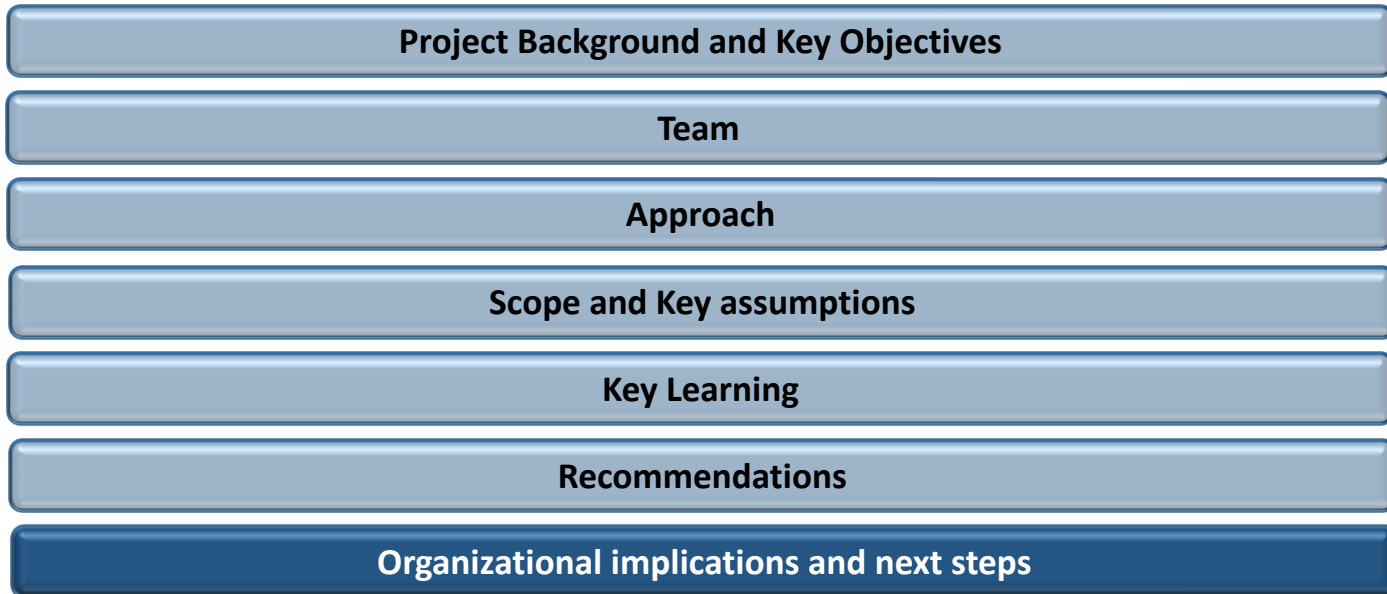 Project Background and Key Objectives
Team
Approach
Scope and Key assumptions
Key Learning
Recommendations
Organizational implications and next steps